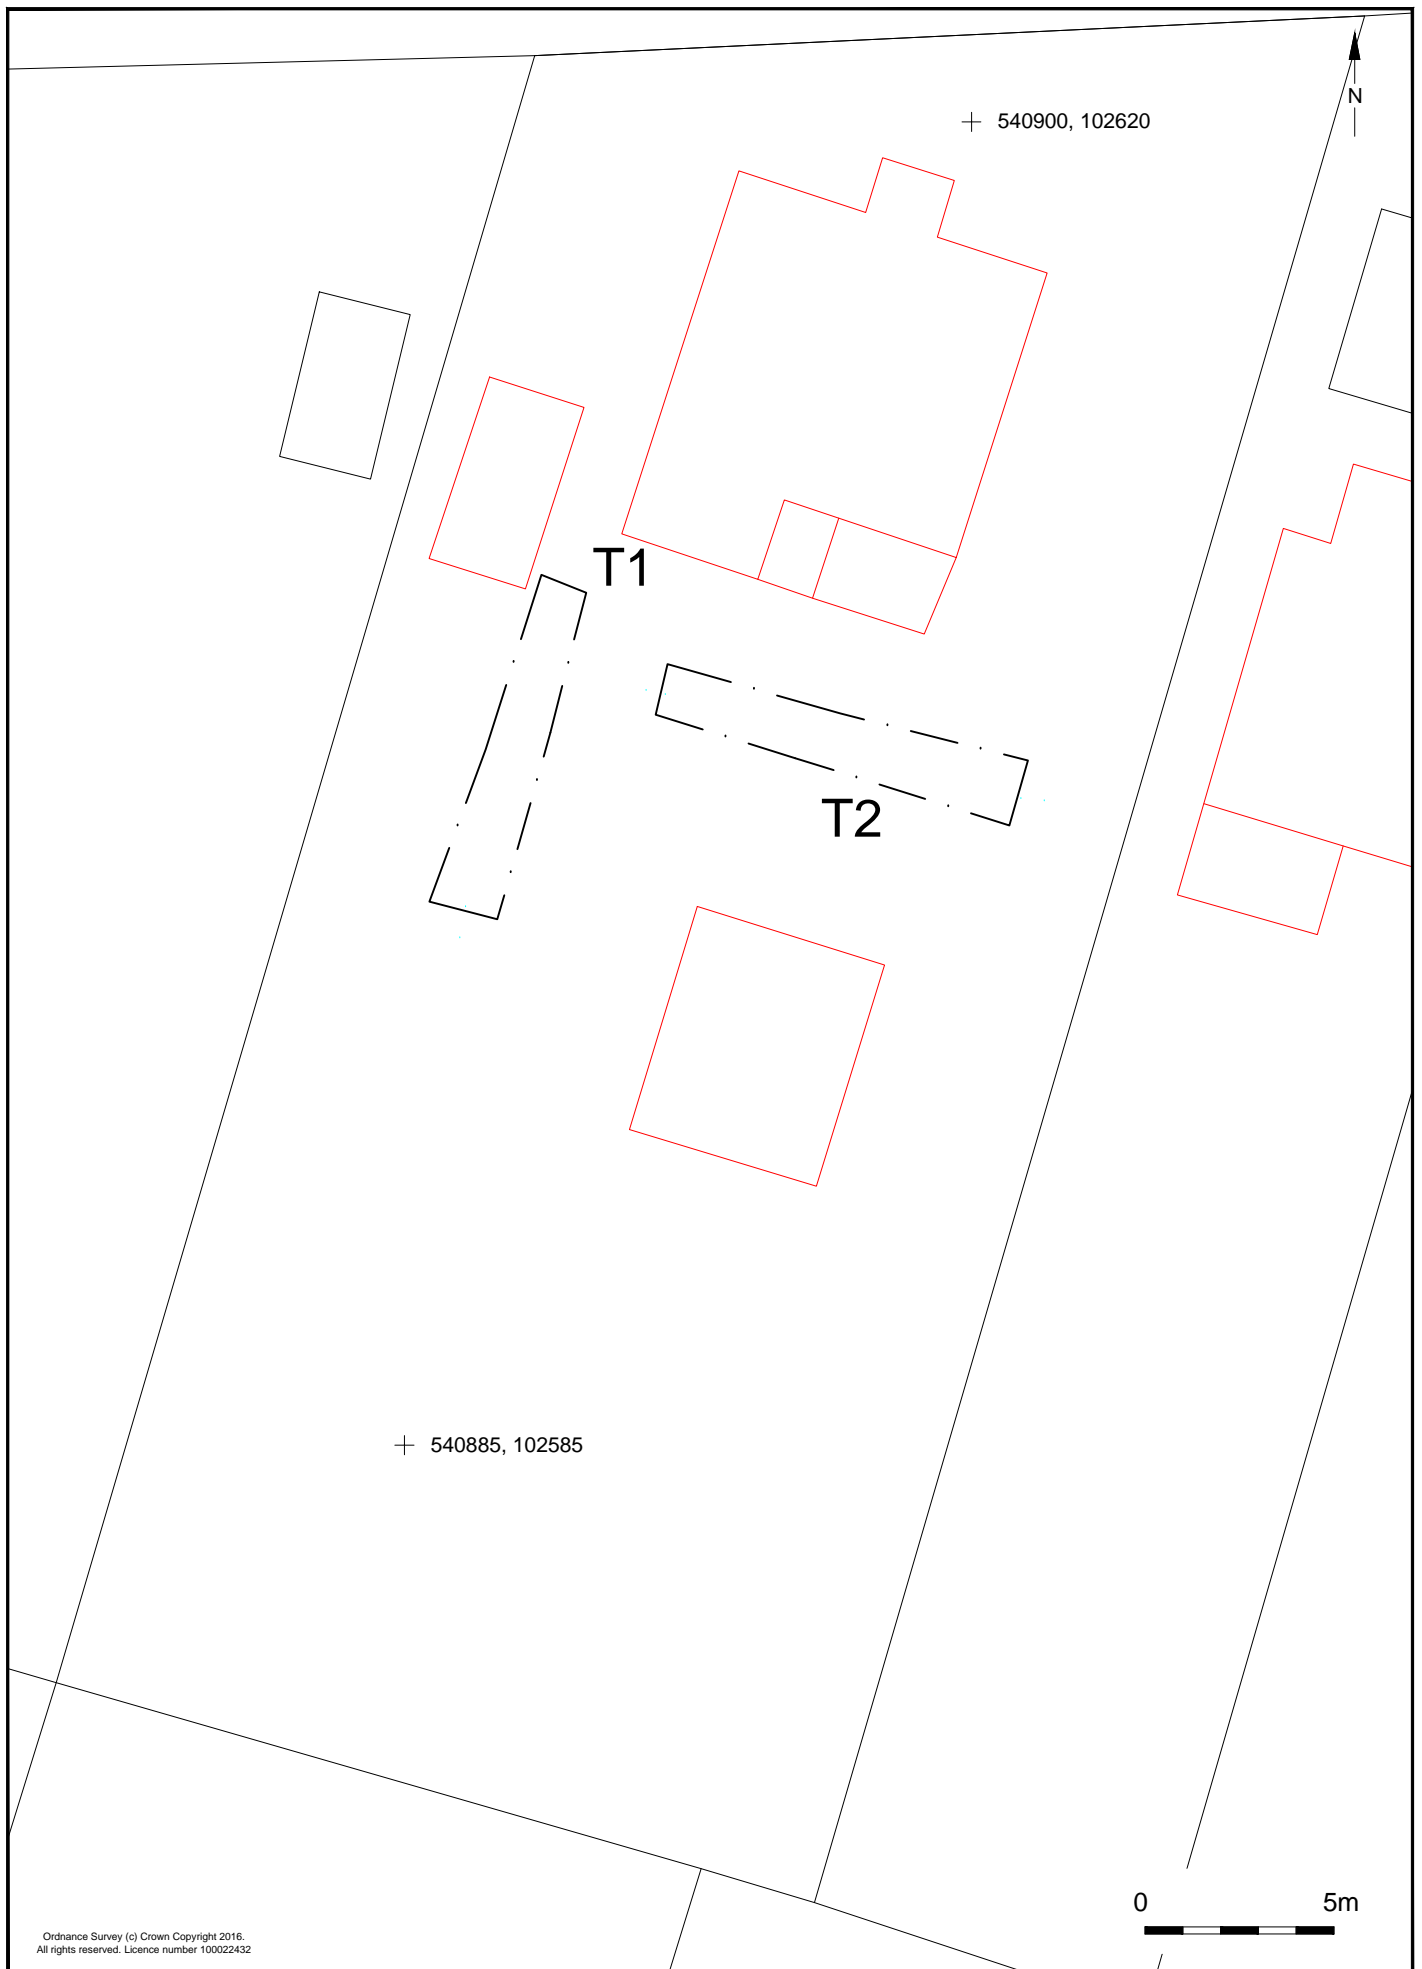 N
540900, 102620
T1
T2
540885, 102585
0 5m
Ordnance Survey (c) Crown Copyright 2016.
All rights reserved. Licence number 100022432